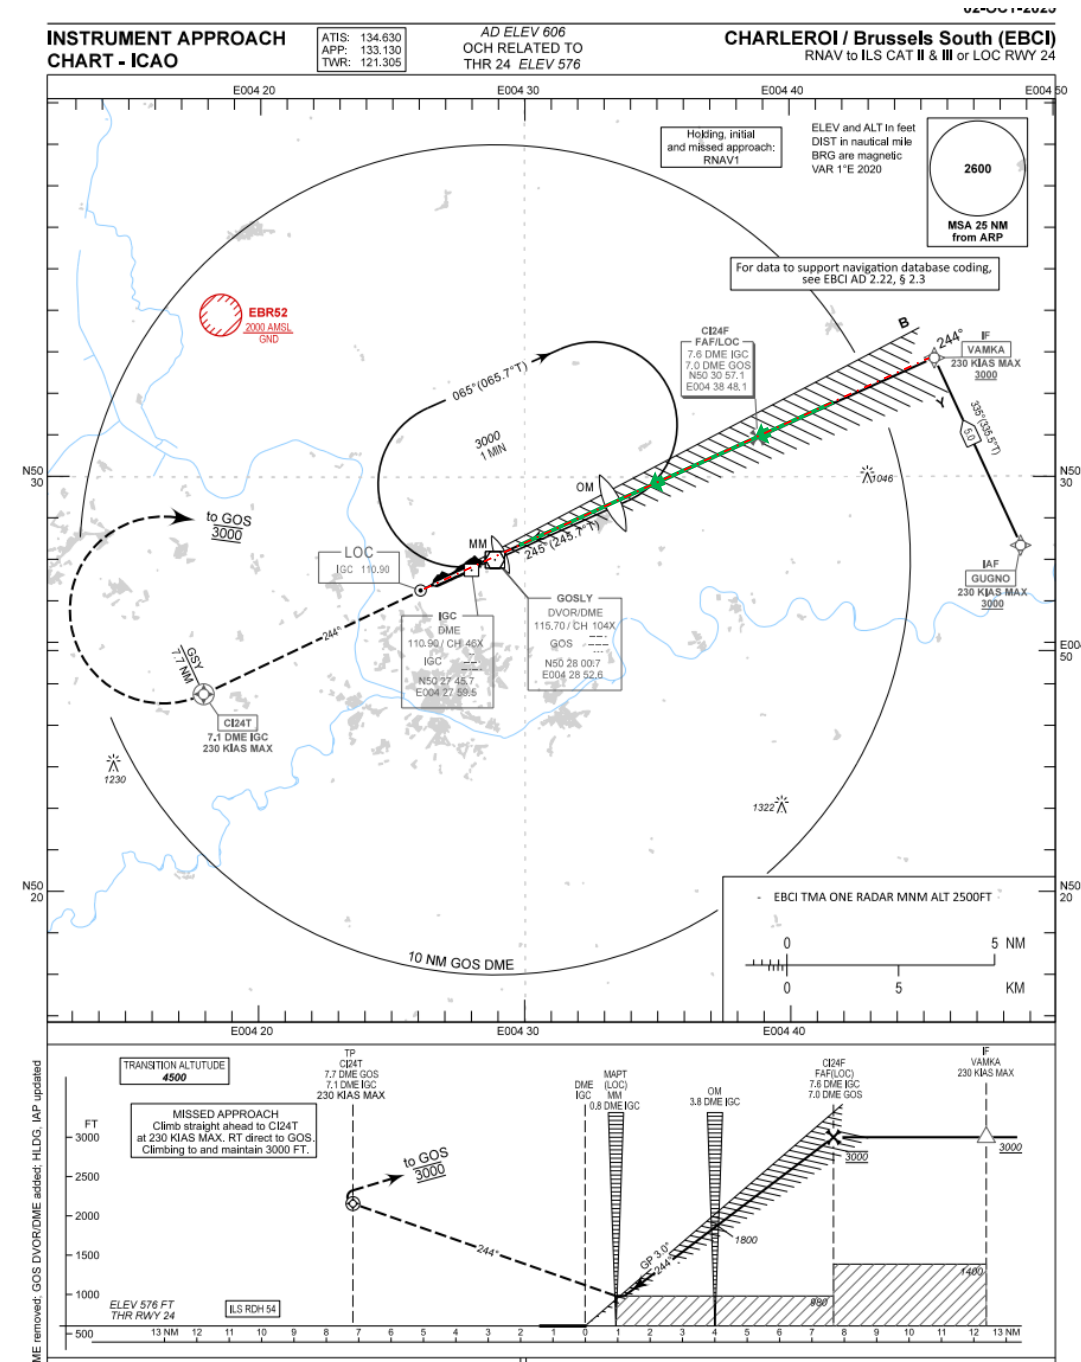 02-OCT-2025
INSTRUMENT APPROACH
CHART - ICAO
ATIS: 134.630
APP: 133.130
TWR: 121.305
AD ELEV 606
OCH RELATED TO
THR 24 ELEV 576
CHARLEROI / Brussels South (EBCI)
RNAV to ILS CAT II & III or LOC RWY 24
E004 20
E004 30
E004 40
E004 50
Holding, initial
and missed approach:
RNAV1
ELEV and ALT In feet
DIST in nautical mile
BRG are magnetic
VAR 1°E 2020
2600
MSA 25 NM
from ARP
For data to support navigation database coding,
see EBCI AD 2.22, § 2.3
EBR52
2000 AMSL
GND
CI24F
FAF/LOC
7.6 DME IGC
7.0 DME GOS
N50 30 57.1
E004 38 48.1
B
244°
IF
VAMKA
230 KIAS MAX
3000
Y
065°(065.7°T)
3000
1 MIN
335°(335.5°T)
5.0
N50
30
N50
30
1046
OM
to GOS
3000
MM
245°(245.7°T)
LOC
IGC 110.90
IAF
GUGNO
230 KIAS MAX
3000
GOSLY
DVOR/DME
115.70 / CH 104X
GOS
N50 28 00.7
E004 28 52.6
IGC
DME
110.90 / CH 46X
IGC
N50 27 45.7
E004 27 59.5
244°
GSY
7.7 NM
E00
50
CI24T
7.1 DME IGC
230 KIAS MAX
1230
1322
N50
20
N50
20
EBCI TMA ONE RADAR MNM ALT 2500FT
0
5 NM
0
5
KM
10 NM GOS DME
E004 20
E004 30
E004 40
ME removed; GOS DVOR/DME added; HLDG, IAP updated
TRANSITION ALTUTUDE
4500
TP
CI24T
7.7 DME GOS
7.1 DME IGC
230 KIAS MAX
DME
IGC
MAPT
(LOC)
MM
0.8 DME IGC
OM
3.8 DME IGC
CI24F
FAF(LOC)
7.6 DME IGC
7.0 DME GOS
IF
VAMKA
230 KIAS MAX
MISSED APPROACH
Climb straight ahead to CI24T
at 230 KIAS MAX. RT direct to GOS.
Climbing to and maintain 3000 FT.
FT
3000
2500
2000
1500
1000
500
to GOS
3000
3000
3000
244°
GP 3.0°
244°
1800
980
1400
ELEV 576 FT
THR RWY 24
ILS RDH 54
13 NM 12 11 10 9 8 7 6 5 4 3 2 1 0 1 2 3 4 5 6 7 8 9 10 11 12 13 NM